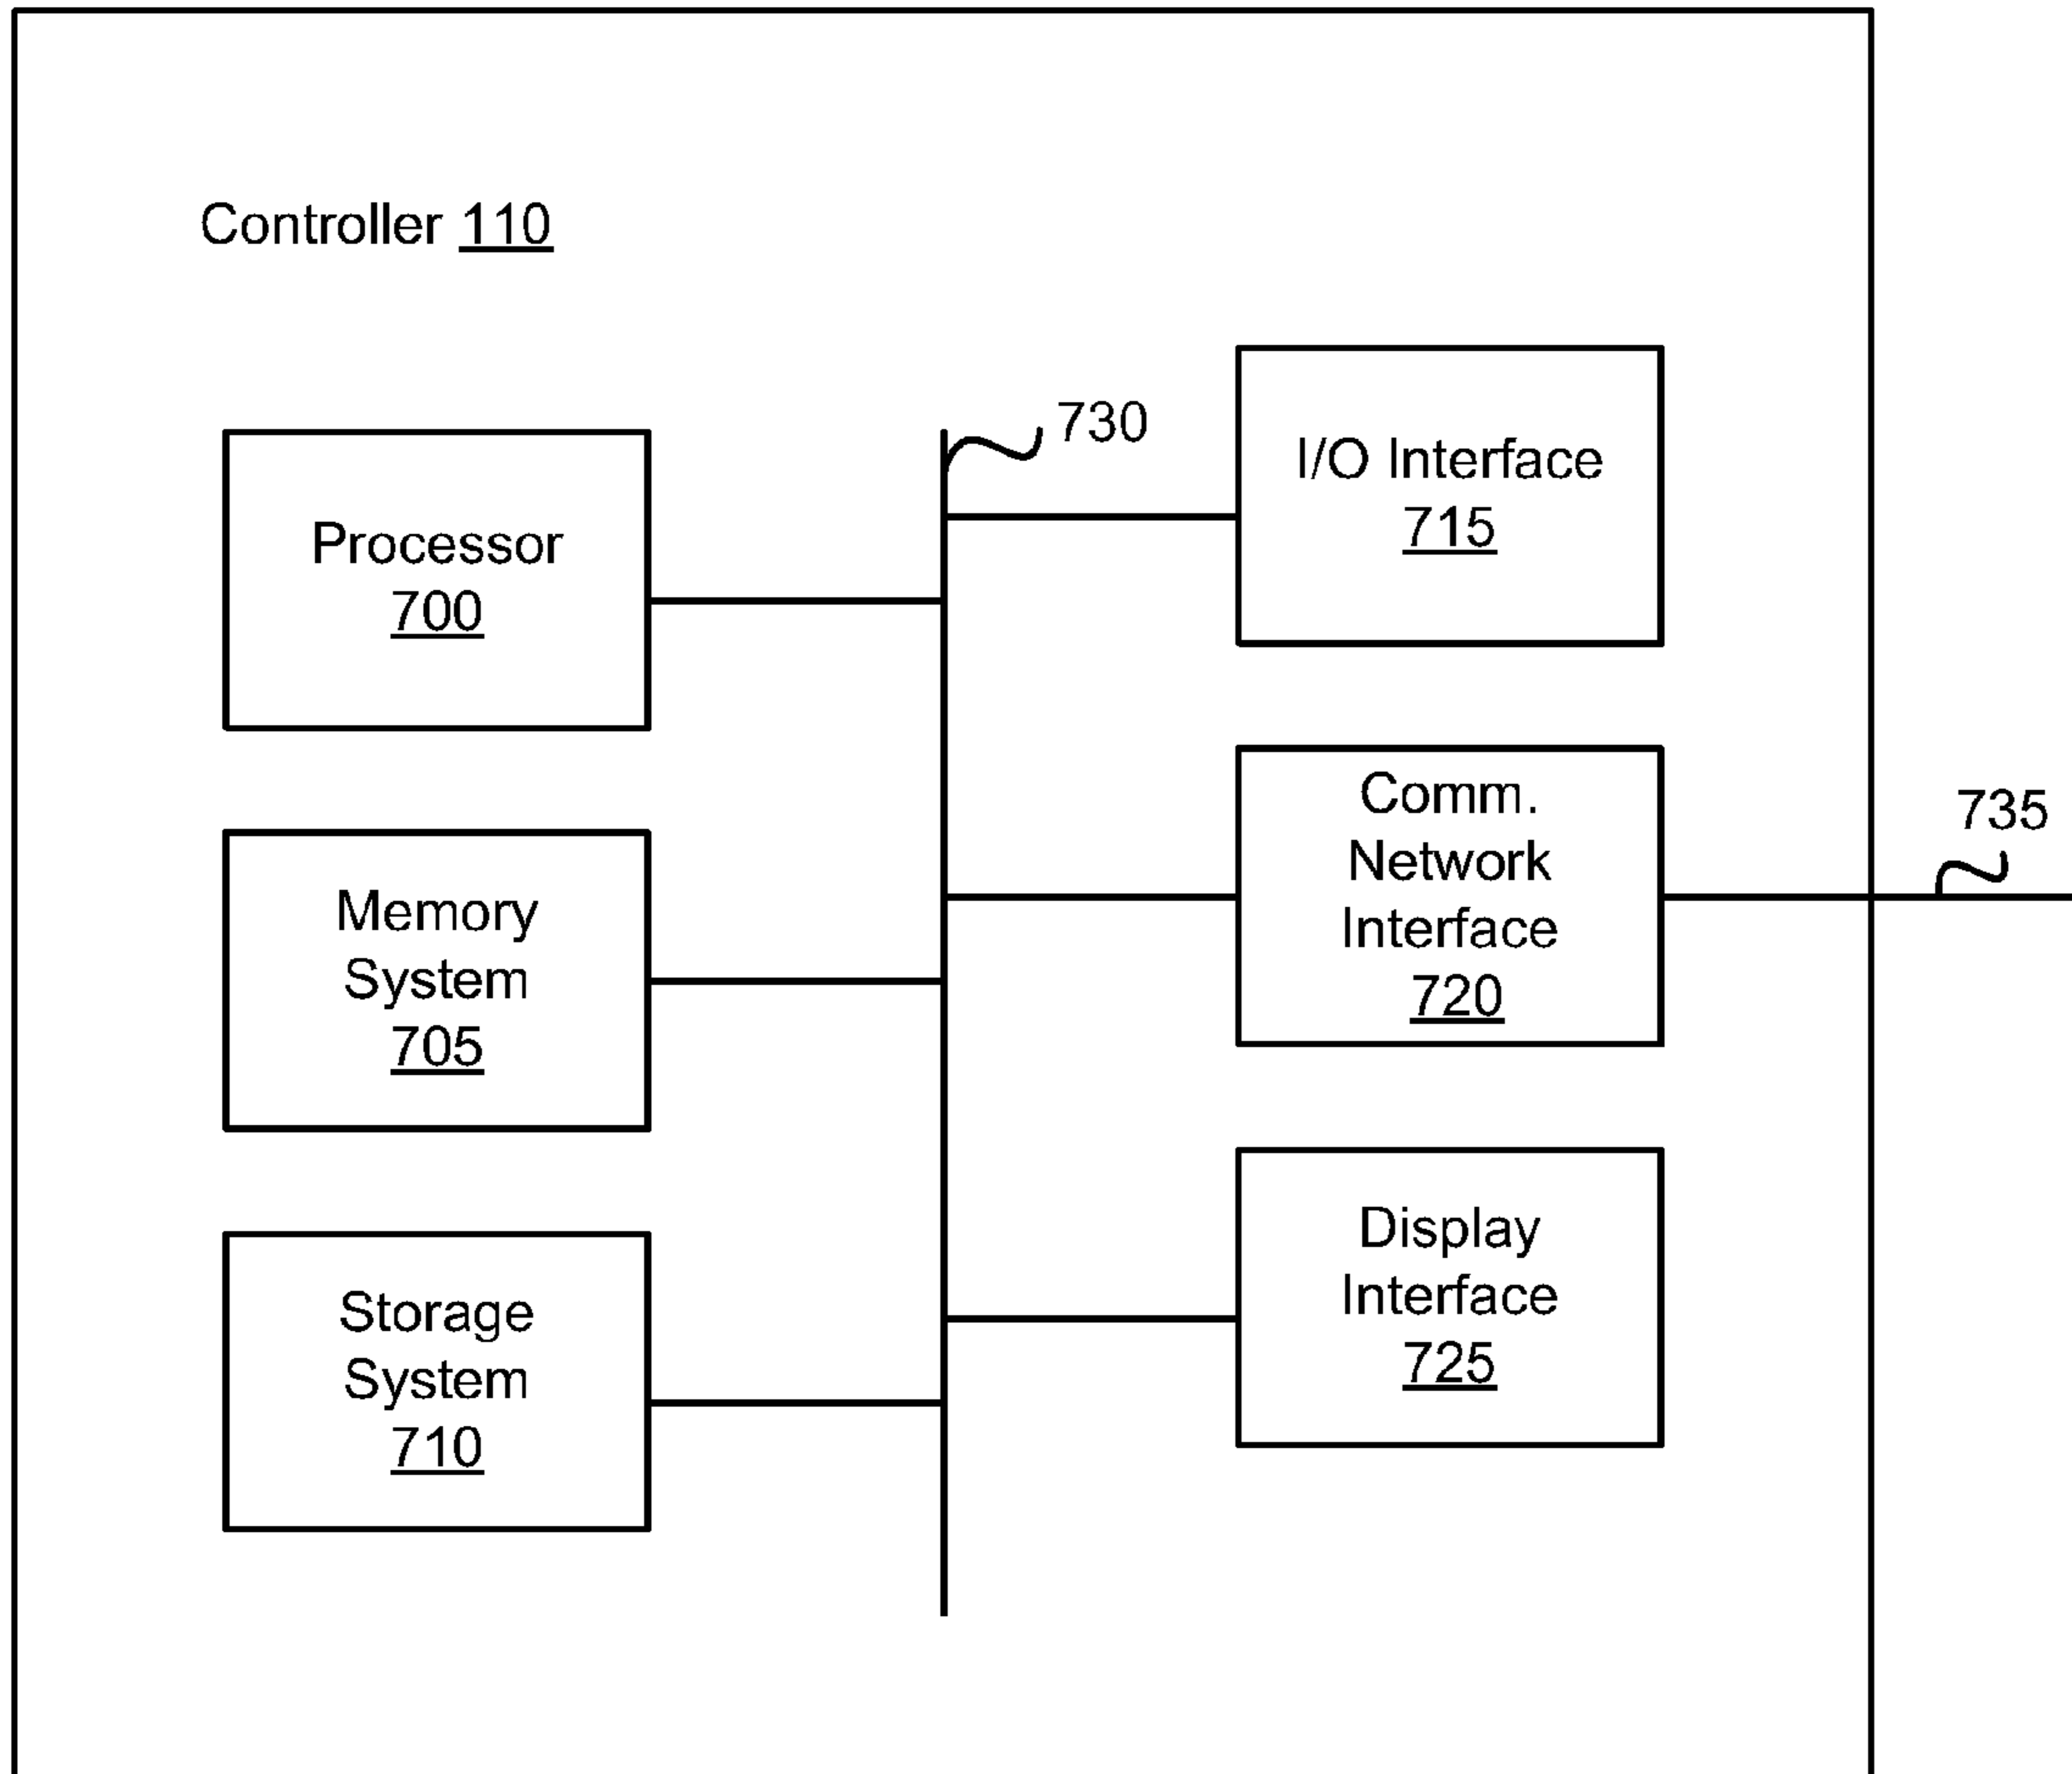 Controller 110
730
I/O Interface
715
Processor
700
Comm.
Network
Interface
720
735
Memory
System
705
Display
Interface
725
Storage
System
710